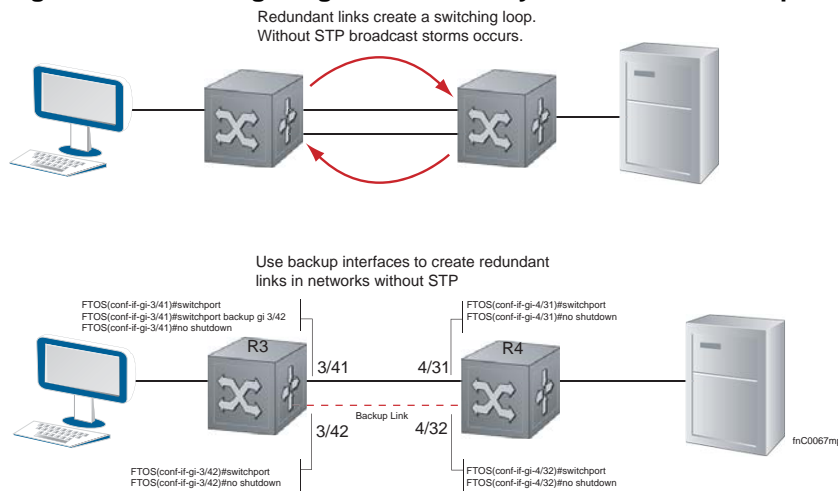 Redundant links create a switching loop.
Without STP broadcast storms occurs.
Use backup interfaces to create redundant
links in networks without STP
FTOS(conf-if-gi-3/41)#switchport
FTOS(conf-if-gi-3/41)#switchport backup gi 3/42
FTOS(conf-if-gi-3/41)#no shutdown
FTOS(conf-if-gi-4/31)#switchport
FTOS(conf-if-gi-4/31)#no shutdown
R3
R4
3/41
4/31
Backup Link
3/42
4/32
fnC0067mp
FTOS(conf-if-gi-3/42)#switchport
FTOS(conf-if-gi-3/42)#no shutdown
FTOS(conf-if-gi-4/32)#switchport
FTOS(conf-if-gi-4/32)#no shutdown